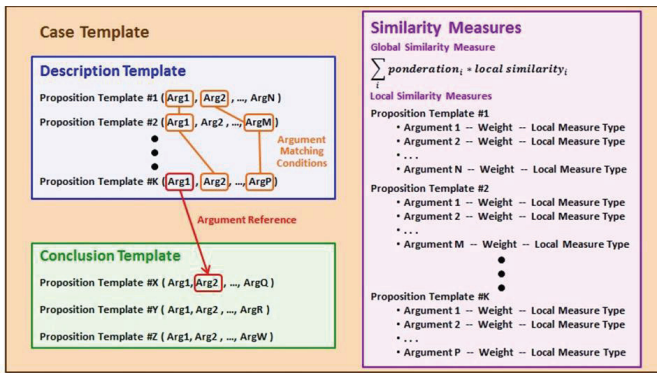 Case Template
Description Template
Proposition Template #1 ( Arg1 , Arg2 , ..., ArgN )
Proposition Template #2 ( Arg1 , Arg2 , ..., ArgM )
Argument
Matching
Conditions
Proposition Template #K ( Arg1 , Arg2 , ..., ArgP )
Argument Reference
Conclusion Template
Proposition Template #X ( Arg1, Arg2 , ..., ArgQ )
Proposition Template #Y ( Arg1, Arg2 , ..., ArgR )
Proposition Template #Z ( Arg1, Arg2 , ..., ArgW )
Similarity Measures
Global Similarity Measure
∑ ponderationᵢ * local similarityᵢ
i
Local Similarity Measures
Proposition Template #1
• Argument 1 -- Weight -- Local Measure Type
• Argument 2 -- Weight -- Local Measure Type
• . . .
• Argument N -- Weight -- Local Measure Type
Proposition Template #2
• Argument 1 -- Weight -- Local Measure Type
• Argument 2 -- Weight -- Local Measure Type
• . . .
• Argument M -- Weight -- Local Measure Type
Proposition Template #K
• Argument 1 -- Weight -- Local Measure Type
• Argument 2 -- Weight -- Local Measure Type
• . . .
• Argument P -- Weight -- Local Measure Type